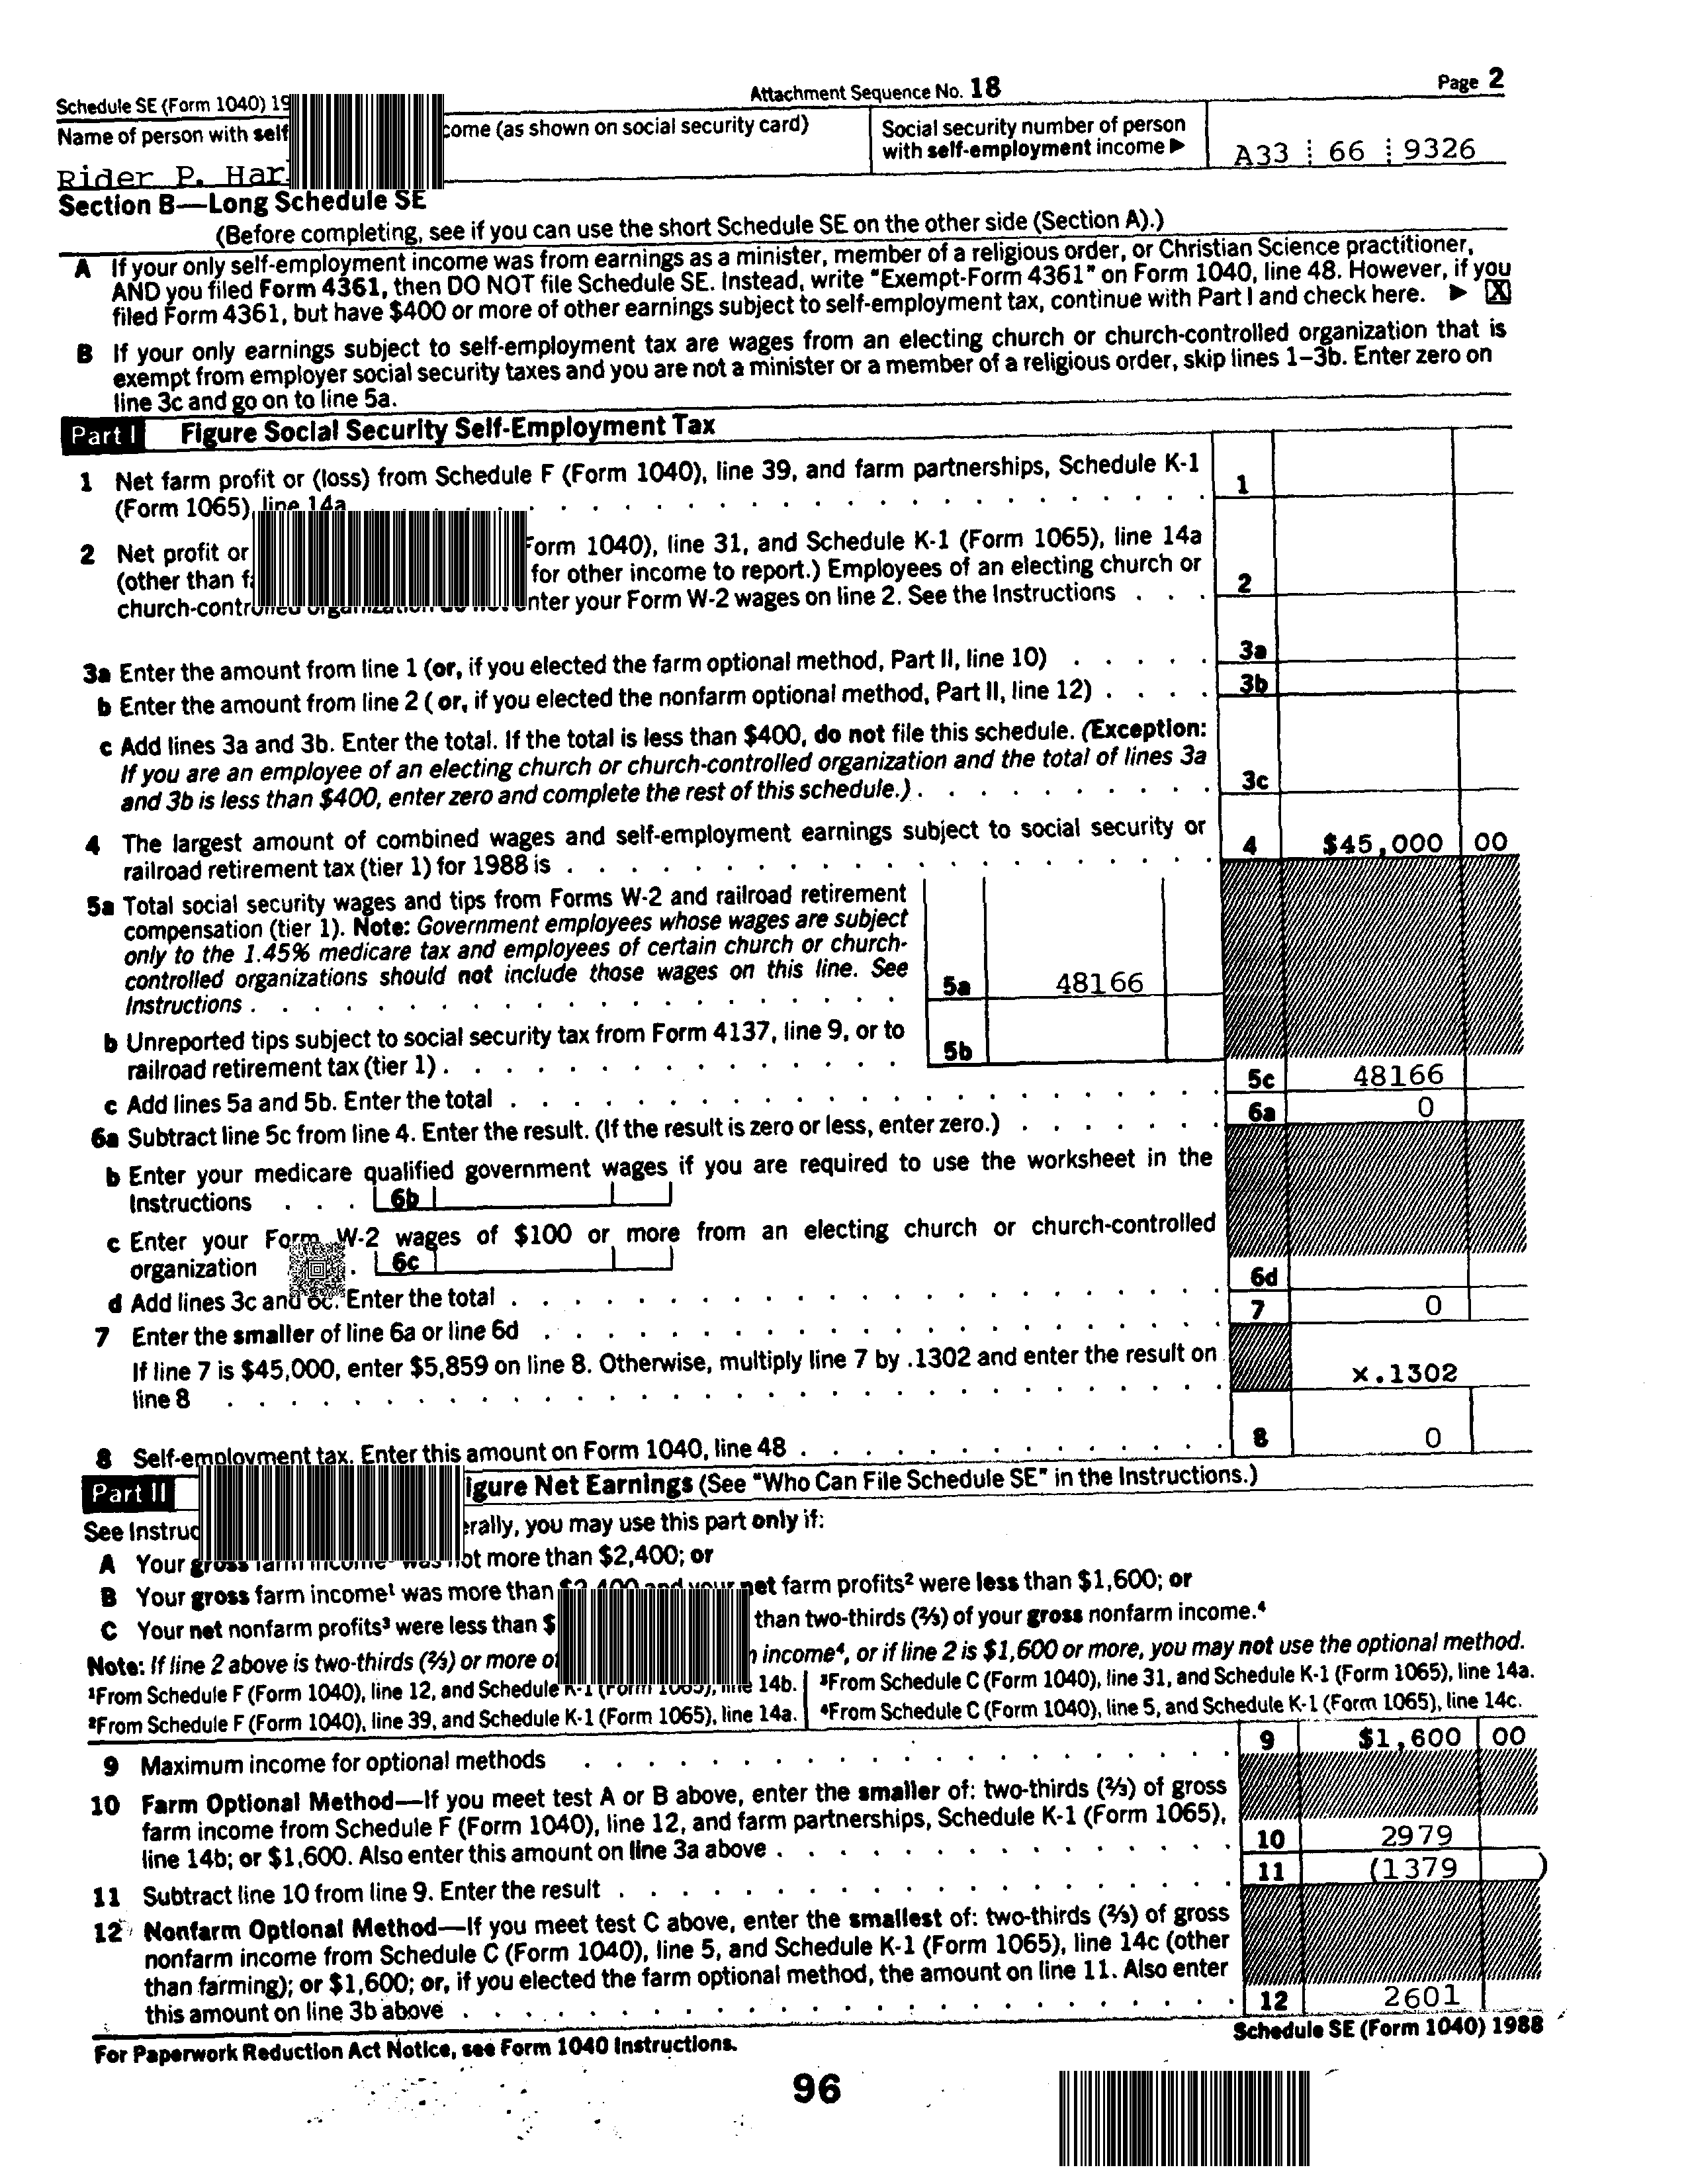 Attachment Sequence No. 18
Page 2
Schedule SE (Form 1040)
Name of person with self
come (as shown on social security card)
Social security number of person
with self-employment income ▶
A33 66 9326
Rider P.
Section B—Long Schedule SE
(Before completing, see if you can use the short Schedule SE on the other side (Section A).)
A If your only self-employment income was from earnings as a minister, member of a religious order, or Christian Science practitioner,
AND you filed Form 4361, then DO NOT file Schedule SE. Instead, write "Exempt-Form 4361" on Form 1040, line 48. However, if you
filed Form 4361, but have $400 or more of other earnings subject to self-employment tax, continue with Part I and check here. ▶ X
B If your only earnings subject to self-employment tax are wages from an electing church or church-controlled organization that is
exempt from employer social security taxes and you are not a minister or a member of a religious order, skip lines 1–3b. Enter zero on
line 3c and go on to line 5a.
Part I Figure Social Security Self-Employment Tax
1 Net farm profit or (loss) from Schedule F (Form 1040), line 39, and farm partnerships, Schedule K-1
(Form 1065), line 14a . . . . . . . . . . . . . . . . . . 1
2 Net profit or Form 1040), line 31, and Schedule K-1 (Form 1065), line 14a
(other than for other income to report.) Employees of an electing church or
church-controlled organization enter your Form W-2 wages on line 2. See the Instructions . . . 2
3a Enter the amount from line 1 (or, if you elected the farm optional method, Part II, line 10) . . . . . 3a
b Enter the amount from line 2 ( or, if you elected the nonfarm optional method, Part II, line 12) . . . . 3b
c Add lines 3a and 3b. Enter the total. If the total is less than $400, do not file this schedule. (Exception:
If you are an employee of an electing church or church-controlled organization and the total of lines 3a
and 3b is less than $400, enter zero and complete the rest of this schedule.) . . . . . . . . . . 3c
4 The largest amount of combined wages and self-employment earnings subject to social security or
railroad retirement tax (tier 1) for 1988 is . . . . . . . . . . . . . . . 4 $45,000 00
5a Total social security wages and tips from Forms W-2 and railroad retirement
compensation (tier 1). Note: Government employees whose wages are subject
only to the 1.45% medicare tax and employees of certain church or church-
controlled organizations should not include those wages on this line. See
Instructions . . . . . . . . . . . . . . . . 5a 48166
b Unreported tips subject to social security tax from Form 4137, line 9, or to
railroad retirement tax (tier 1) . . . . . . . . . . . 5b
c Add lines 5a and 5b. Enter the total . . . . . . . . . . . . . . . . . 5c 48166
6a Subtract line 5c from line 4. Enter the result. (If the result is zero or less, enter zero.) . . . . . . . 6a 0
b Enter your medicare qualified government wages if you are required to use the worksheet in the
Instructions . . . 6b
c Enter your Form W-2 wages of $100 or more from an electing church or church-controlled
organization . 6c
d Add lines 3c and 6c. Enter the total . . . . . . . . . . . . . . . . . 6d
7 Enter the smaller of line 6a or line 6d . . . . . . . . . . . . . . . . 7 0
If line 7 is $45,000, enter $5,859 on line 8. Otherwise, multiply line 7 by .1302 and enter the result on
line 8 . . . . . . . . . . . . . . . . . . . . . . . . x.1302
8 Self-employment tax. Enter this amount on Form 1040, line 48 . . . . . . . . . . . 8 0
Part II igure Net Earnings (See "Who Can File Schedule SE" in the Instructions.)
See Instruc erally, you may use this part only if:
A Your gross farm income¹ was not more than $2,400; or
B Your gross farm income¹ was more than $2,400 and your net farm profits² were less than $1,600; or
C Your net nonfarm profits³ were less than $ than two-thirds (⅔) of your gross nonfarm income.⁴
Note: If line 2 above is two-thirds (⅔) or more of income⁴, or if line 2 is $1,600 or more, you may not use the optional method.
¹From Schedule F (Form 1040), line 12, and Schedule K-1 (Form 1065), line 14b. ³From Schedule C (Form 1040), line 31, and Schedule K-1 (Form 1065), line 14a.
²From Schedule F (Form 1040), line 39, and Schedule K-1 (Form 1065), line 14a. ⁴From Schedule C (Form 1040), line 5, and Schedule K-1 (Form 1065), line 14c.
9 Maximum income for optional methods . . . . . . . . . . . . . . . . 9 $1,600 00
10 Farm Optional Method—If you meet test A or B above, enter the smaller of: two-thirds (⅔) of gross
farm income from Schedule F (Form 1040), line 12, and farm partnerships, Schedule K-1 (Form 1065),
line 14b; or $1,600. Also enter this amount on line 3a above . . . . . . . . . . . . 10 2979
11 Subtract line 10 from line 9. Enter the result . . . . . . . . . . . . . . . 11 (1379 )
12 Nonfarm Optional Method—If you meet test C above, enter the smallest of: two-thirds (⅔) of gross
nonfarm income from Schedule C (Form 1040), line 5, and Schedule K-1 (Form 1065), line 14c (other
than farming); or $1,600; or, if you elected the farm optional method, the amount on line 11. Also enter
this amount on line 3b above . . . . . . . . . . . . . . . . . . . 12 2601
For Paperwork Reduction Act Notice, see Form 1040 Instructions.
Schedule SE (Form 1040) 1988
96